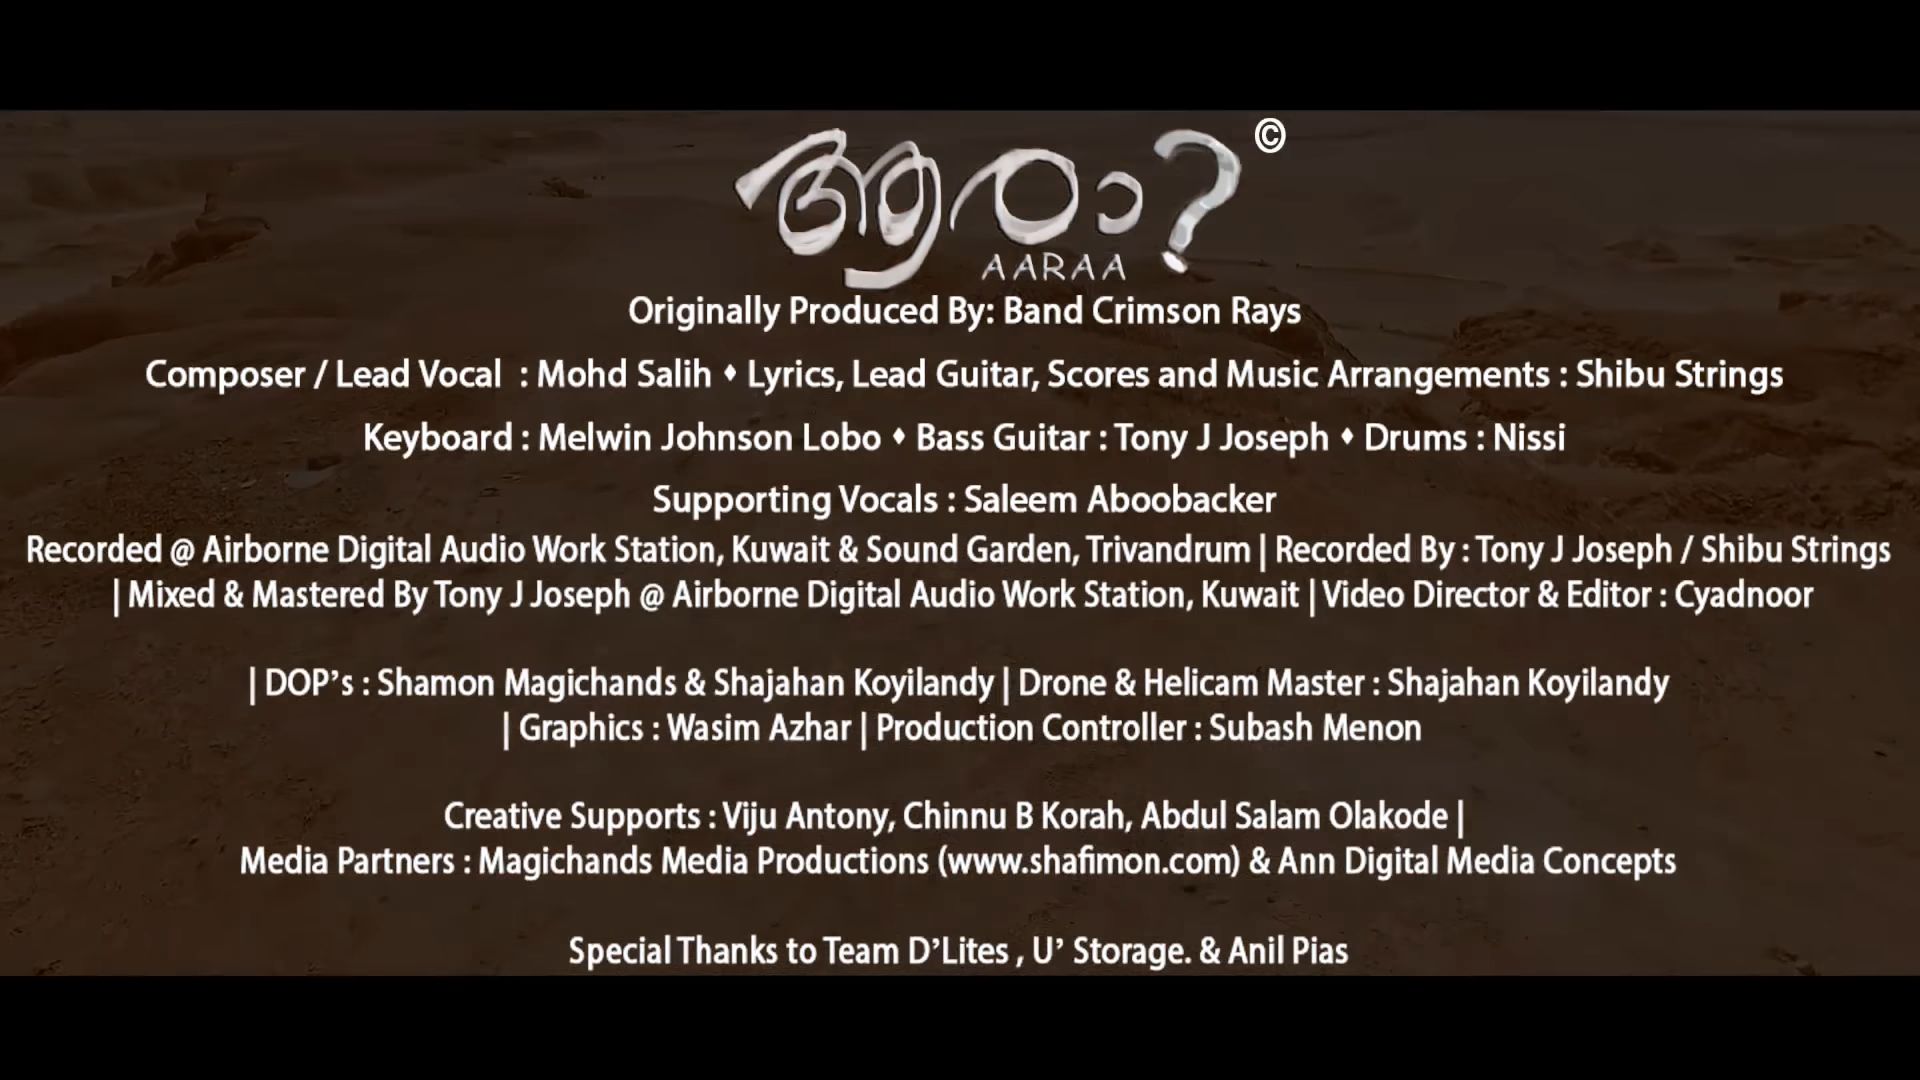 ആരാ? ©
AARAA
Originally Produced By: Band Crimson Rays
Composer / Lead Vocal : Mohd Salih ♦ Lyrics, Lead Guitar, Scores and Music Arrangements : Shibu Strings
Keyboard : Melwin Johnson Lobo ♦ Bass Guitar : Tony J Joseph ♦ Drums : Nissi
Supporting Vocals : Saleem Aboobacker
Recorded @ Airborne Digital Audio Work Station, Kuwait & Sound Garden, Trivandrum | Recorded By : Tony J Joseph / Shibu Strings
| Mixed & Mastered By Tony J Joseph @ Airborne Digital Audio Work Station, Kuwait | Video Director & Editor : Cyadnoor
| DOP’s : Shamon Magichands & Shajahan Koyilandy | Drone & Helicam Master : Shajahan Koyilandy
| Graphics : Wasim Azhar | Production Controller : Subash Menon
Creative Supports : Viju Antony, Chinnu B Korah, Abdul Salam Olakode |
Media Partners : Magichands Media Productions (www.shafimon.com) & Ann Digital Media Concepts
Special Thanks to Team D’Lites , U’ Storage. & Anil Pias